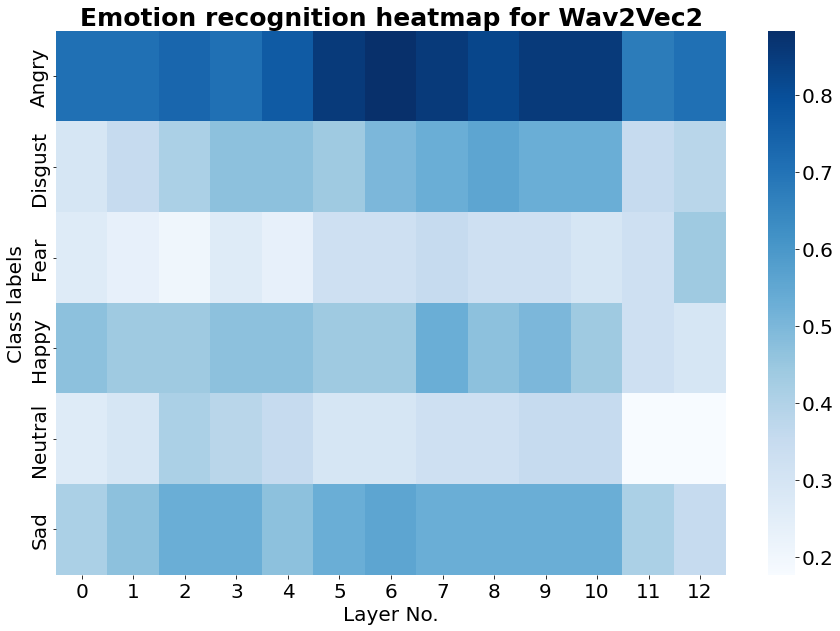 Emotion recognition heatmap for Wav2Vec2
Class labels
Angry
Disgust
Fear
Happy
Neutral
Sad
0 1 2 3 4 5 6 7 8 9 10 11 12
Layer No.
0.8
0.7
0.6
0.5
0.4
0.3
0.2